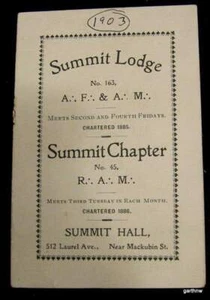 1903
Summit Lodge
No. 163,
A∴ F∴ & A∴ M∴
Meets Second and Fourth Fridays.
CHARTERED 1885.
Summit Chapter
No. 45,
R∴ A∴ M∴
Meets Third Tuesday in Each Month.
CHARTERED 1886.
SUMMIT HALL,
512 Laurel Ave., Near Mackubin St.
garthnw